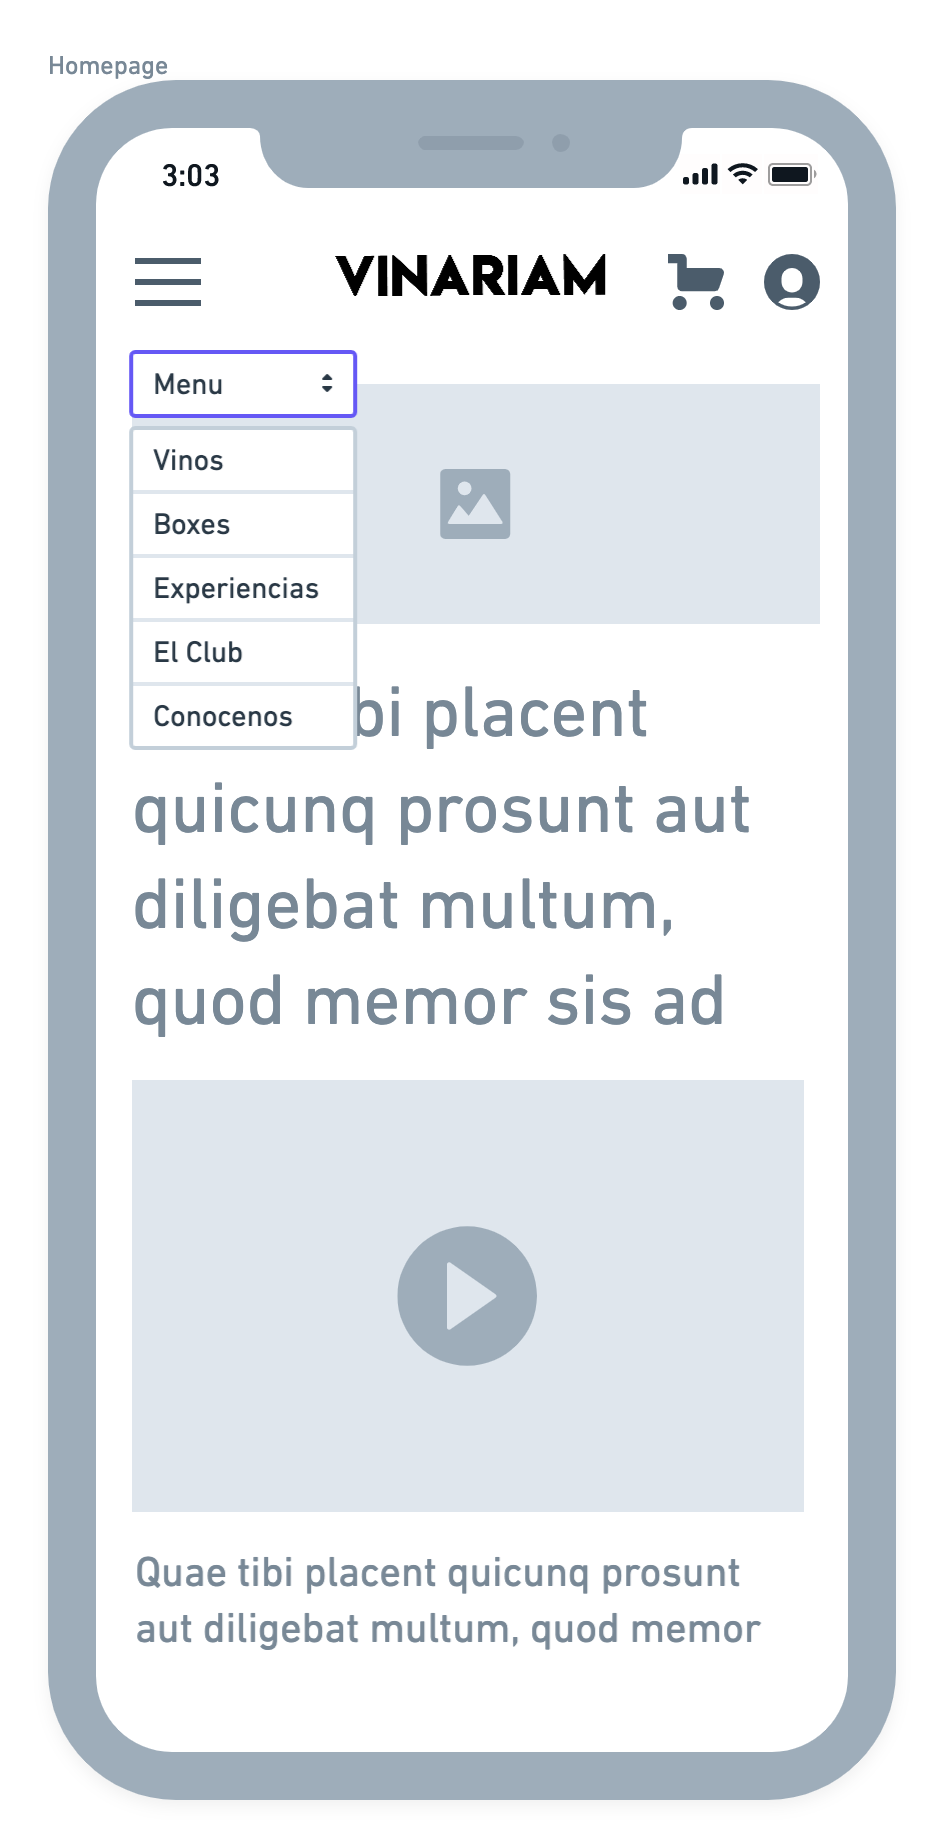 Homepage
3:03
VINARIAM
Menu
Vinos
Boxes
Experiencias
El Club
Conocenos
bi placent
quicunq prosunt aut
diligebat multum,
quod memor sis ad
Quae tibi placent quicunq prosunt
aut diligebat multum, quod memor